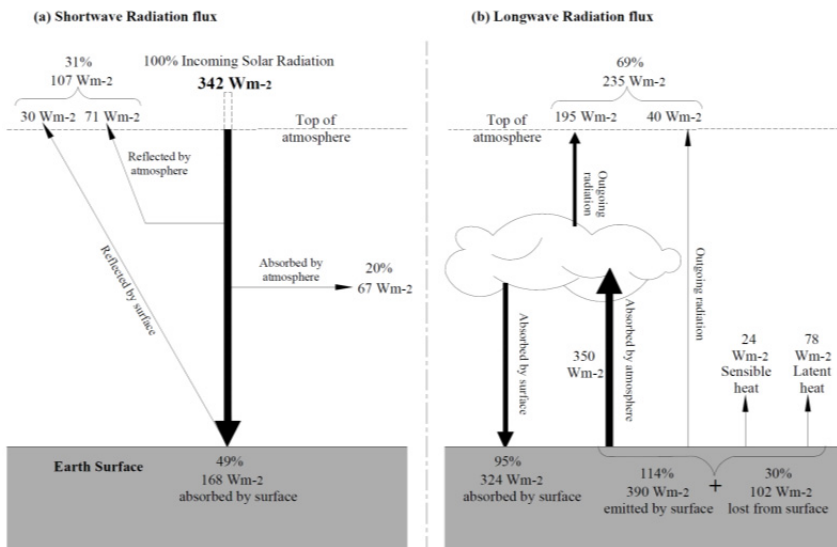 (a) Shortwave Radiation flux
31%
107 Wm-2
100% Incoming Solar Radiation
342 Wm-2
30 Wm-2
71 Wm-2
Top of
atmosphere
Reflected by
atmosphere
Reflected by surface
Absorbed by
atmosphere
20%
67 Wm-2
Earth Surface
49%
168 Wm-2
absorbed by surface
(b) Longwave Radiation flux
69%
235 Wm-2
Top of
atmosphere
195 Wm-2
40 Wm-2
Outgoing
radiation
Absorbed by surface
350
Wm-2
Absorbed by atmosphere
Outgoing radiation
24
Wm-2
Sensible
heat
78
Wm-2
Latent
heat
95%
324 Wm-2
absorbed by surface
114%
390 Wm-2
emitted by surface
+
30%
102 Wm-2
lost from surface